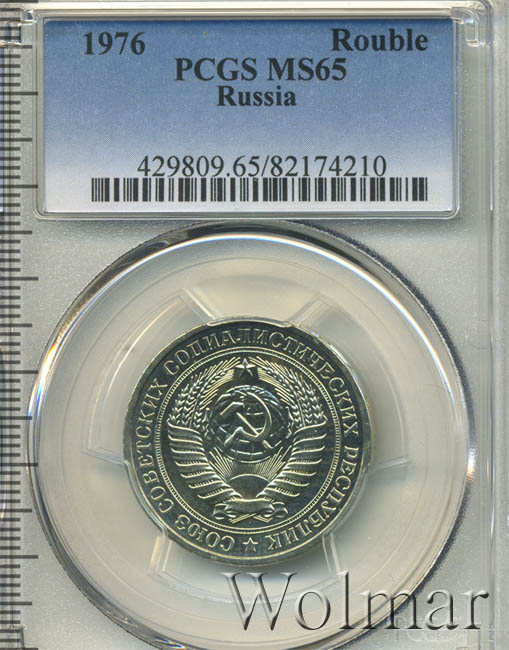 1976 Rouble
PCGS MS65
Russia
429809.65/82174210
СОЮЗ СОВЕТСКИХ СОЦИАЛИСТИЧЕСКИХ РЕСПУБЛИК
Wolmar